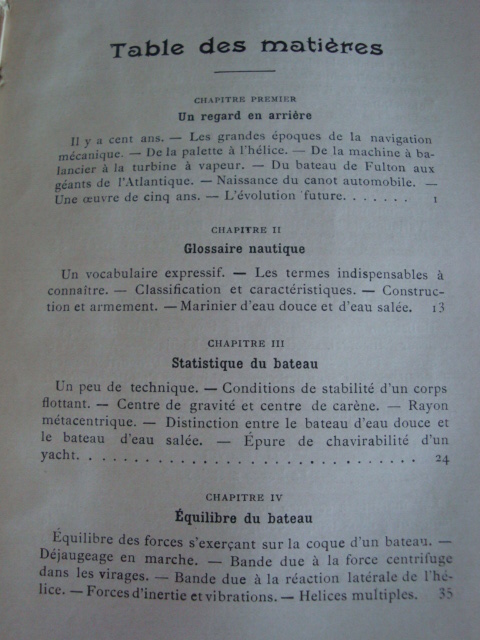 Table des matières
CHAPITRE PREMIER
Un regard en arrière
Il y a cent ans. — Les grandes époques de la navigation
mécanique. — De la palette à l'hélice. — De la machine à ba-
lancier à la turbine à vapeur. — Du bateau de Fulton aux
géants de l'Atlantique. — Naissance du canot automobile. —
Une œuvre de cinq ans. — L'évolution future. . . . . . . 1
CHAPITRE II
Glossaire nautique
Un vocabulaire expressif. — Les termes indispensables à
connaître. — Classification et caractéristiques. — Construc-
tion et armement. — Marinier d'eau douce et d'eau salée. 13
CHAPITRE III
Statistique du bateau
Un peu de technique. — Conditions de stabilité d'un corps
flottant. — Centre de gravité et centre de carène. — Rayon
métacentrique. — Distinction entre le bateau d'eau douce et
le bateau d'eau salée. — Épure de chavirabilité d'un
yacht. . . . . . . . . . . . . . . . . . . . . . . . . . . . 24
CHAPITRE IV
Équilibre du bateau
Équilibre des forces s'exerçant sur la coque d'un bateau. —
Déjaugeage en marche. — Bande due à la force centrifuge
dans les virages. — Bande due à la réaction latérale de l'hé-
lice. — Forces d'inertie et vibrations. — Helices multiples. 35